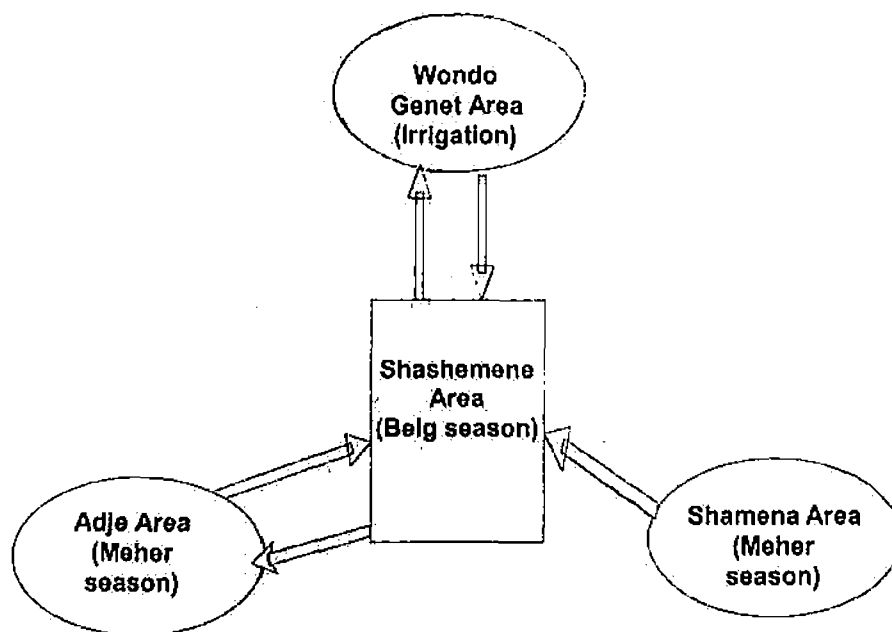 Wondo
Genet Area
(Irrigation)
Shashemene
Area
(Belg season)
Adje Area
(Meher
season)
Shamena Area
(Meher
season)